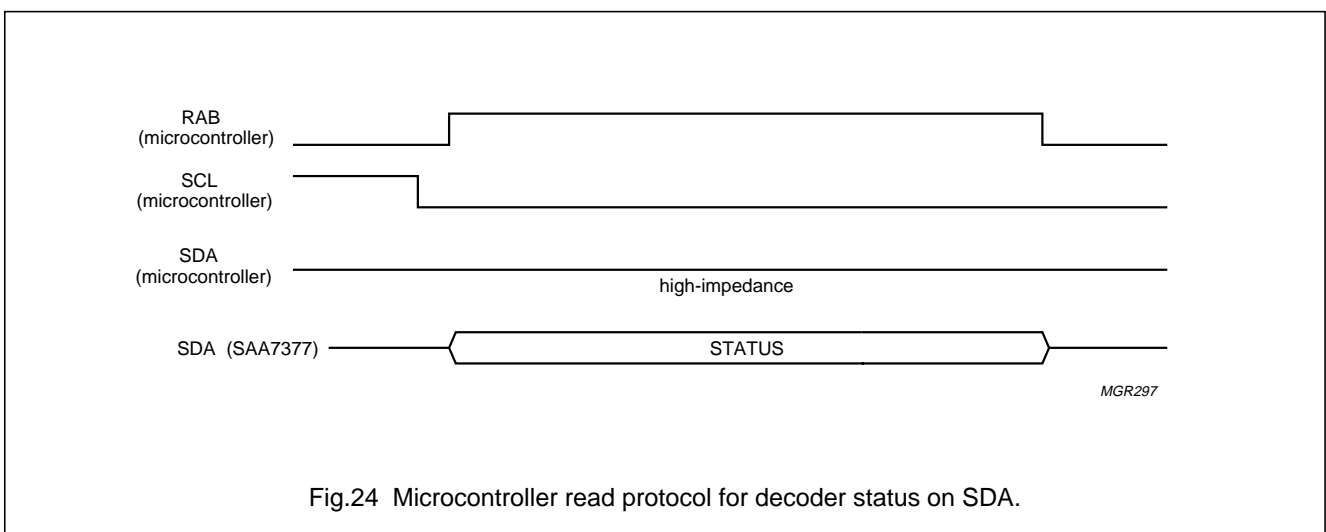 RAB
(microcontroller)
SCL
(microcontroller)
SDA
(microcontroller)
high-impedance
SDA (SAA7377)
STATUS
MGR297
Fig.24 Microcontroller read protocol for decoder status on SDA.